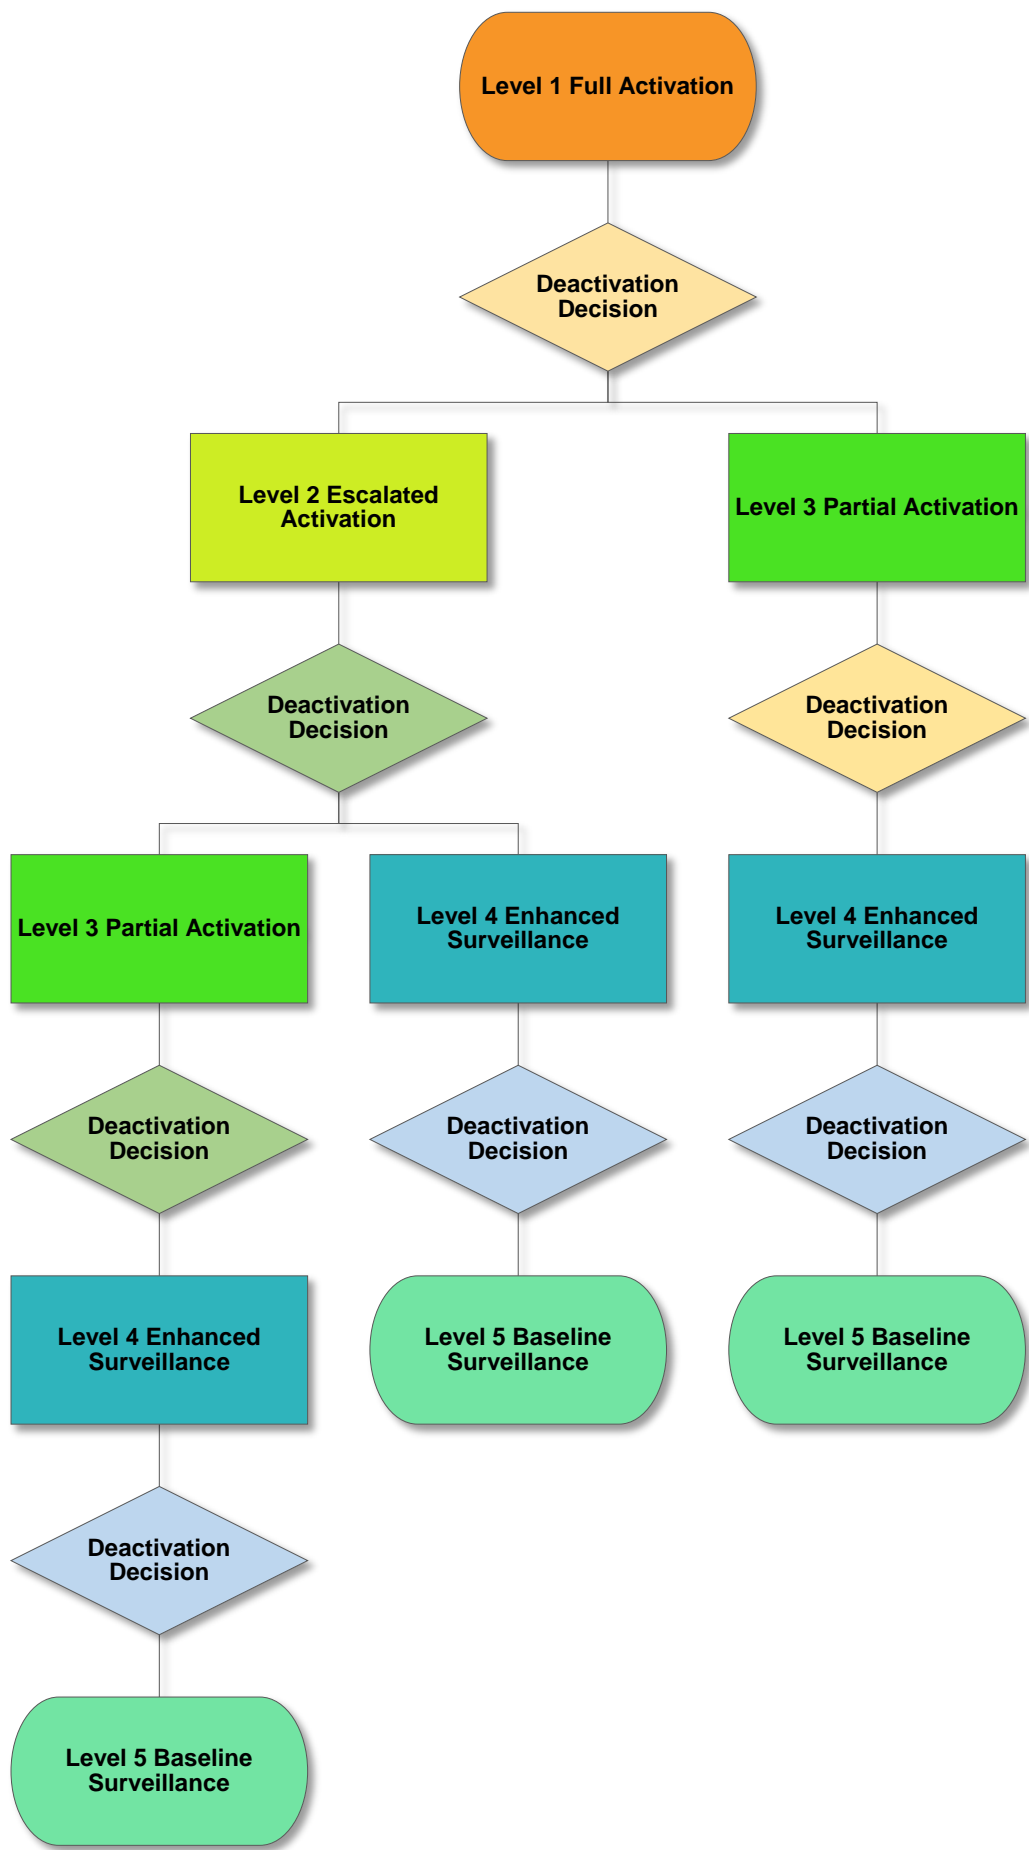 Level 1 Full Activation
Deactivation
Decision
Level 2 Escalated
Activation
Level 3 Partial Activation
Deactivation
Decision
Deactivation
Decision
Level 3 Partial Activation
Level 4 Enhanced
Surveillance
Level 4 Enhanced
Surveillance
Deactivation
Decision
Deactivation
Decision
Deactivation
Decision
Level 4 Enhanced
Surveillance
Level 5 Baseline
Surveillance
Level 5 Baseline
Surveillance
Deactivation
Decision
Level 5 Baseline
Surveillance